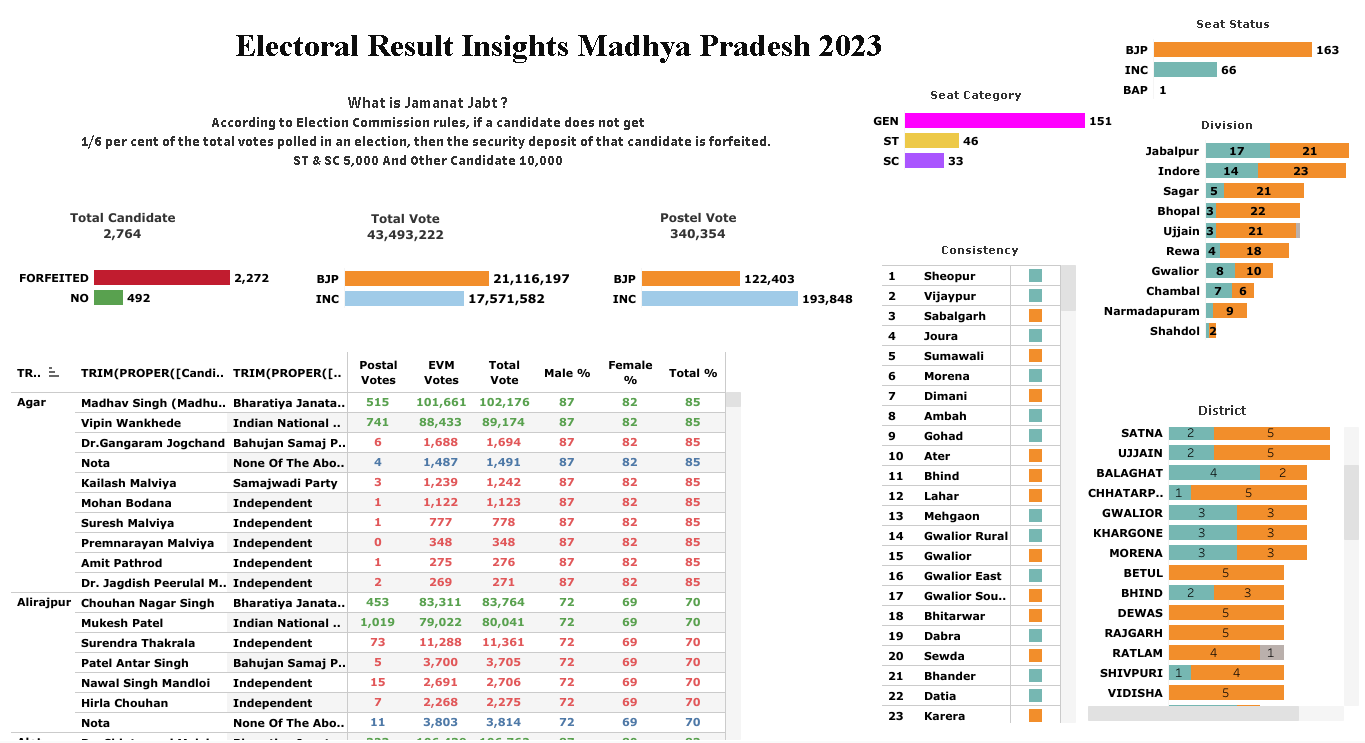 Electoral Result Insights Madhya Pradesh 2023
What is Jamanat Jabt ?
According to Election Commission rules, if a candidate does not get
1/6 per cent of the total votes polled in an election, then the security deposit of that candidate is forfeited.
ST & SC 5,000 And Other Candidate 10,000
Total Candidate
2,764
FORFEITED 2,272
NO 492
Total Vote
43,493,222
BJP 21,116,197
INC 17,571,582
Postel Vote
340,354
BJP 122,403
INC 193,848
TR.. TRIM(PROPER([Candi.. TRIM(PROPER([.. Postal Votes EVM Votes Total Vote Male % Female % Total %
Agar Madhav Singh (Madhu.. Bharatiya Janata.. 515 101,661 102,176 87 82 85
Vipin Wankhede Indian National .. 741 88,433 89,174 87 82 85
Dr.Gangaram Jogchand Bahujan Samaj P.. 6 1,688 1,694 87 82 85
Nota None Of The Abo.. 4 1,487 1,491 87 82 85
Kailash Malviya Samajwadi Party 3 1,239 1,242 87 82 85
Mohan Bodana Independent 1 1,122 1,123 87 82 85
Suresh Malviya Independent 1 777 778 87 82 85
Premnarayan Malviya Independent 0 348 348 87 82 85
Amit Pathrod Independent 1 275 276 87 82 85
Dr. Jagdish Peerulal M.. Independent 2 269 271 87 82 85
Alirajpur Chouhan Nagar Singh Bharatiya Janata.. 453 83,311 83,764 72 69 70
Mukesh Patel Indian National .. 1,019 79,022 80,041 72 69 70
Surendra Thakrala Independent 73 11,288 11,361 72 69 70
Patel Antar Singh Bahujan Samaj P.. 5 3,700 3,705 72 69 70
Nawal Singh Mandloi Independent 15 2,691 2,706 72 69 70
Hirla Chouhan Independent 7 2,268 2,275 72 69 70
Nota None Of The Abo.. 11 3,803 3,814 72 69 70
Seat Category
GEN 151
ST 46
SC 33
Consistency
1 Sheopur
2 Vijaypur
3 Sabalgarh
4 Joura
5 Sumawali
6 Morena
7 Dimani
8 Ambah
9 Gohad
10 Ater
11 Bhind
12 Lahar
13 Mehgaon
14 Gwalior Rural
15 Gwalior
16 Gwalior East
17 Gwalior Sou..
18 Bhitarwar
19 Dabra
20 Sewda
21 Bhander
22 Datia
23 Karera
Seat Status
BJP 163
INC 66
BAP 1
Division
Jabalpur 17 21
Indore 14 23
Sagar 5 21
Bhopal 3 22
Ujjain 3 21
Rewa 4 18
Gwalior 8 10
Chambal 7 6
Narmadapuram 9
Shahdol 2
District
SATNA 2 5
UJJAIN 2 5
BALAGHAT 4 2
CHHATARP.. 1 5
GWALIOR 3 3
KHARGONE 3 3
MORENA 3 3
BETUL 5
BHIND 2 3
DEWAS 5
RAJGARH 5
RATLAM 4 1
SHIVPURI 1 4
VIDISHA 5